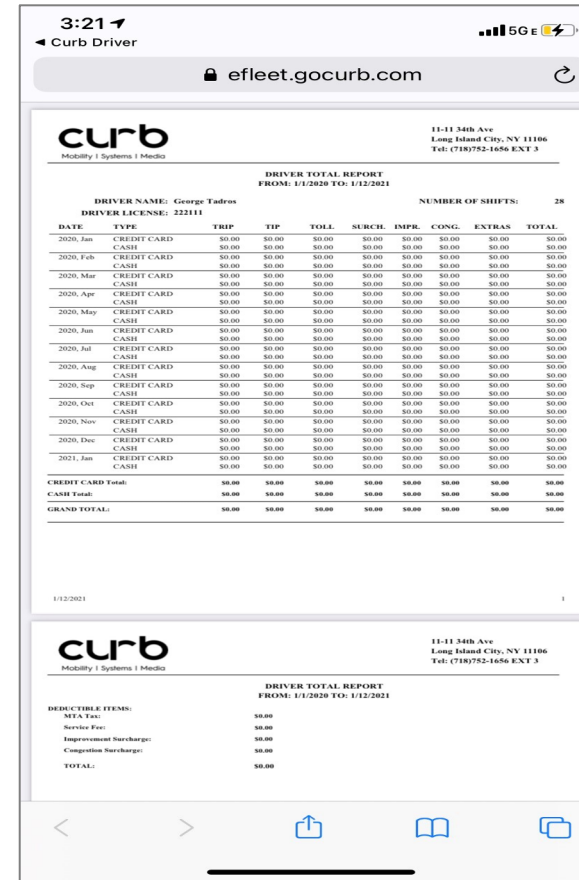 3:21
5G E
◀ Curb Driver
efleet.gocurb.com
curb
Mobility | Systems | Media
11-11 34th Ave
Long Island City, NY 11106
Tel: (718)752-1656 EXT 3
DRIVER TOTAL REPORT
FROM: 1/1/2020 TO: 1/12/2021
DRIVER NAME: George Tadros NUMBER OF SHIFTS: 28
DRIVER LICENSE: 222111
DATE TYPE TRIP TIP TOLL SURCH. IMPR. CONG. EXTRAS TOTAL
2020, Jan CREDIT CARD $0.00 $0.00 $0.00 $0.00 $0.00 $0.00 $0.00 $0.00
CASH $0.00 $0.00 $0.00 $0.00 $0.00 $0.00 $0.00 $0.00
2020, Feb CREDIT CARD $0.00 $0.00 $0.00 $0.00 $0.00 $0.00 $0.00 $0.00
CASH $0.00 $0.00 $0.00 $0.00 $0.00 $0.00 $0.00 $0.00
2020, Mar CREDIT CARD $0.00 $0.00 $0.00 $0.00 $0.00 $0.00 $0.00 $0.00
CASH $0.00 $0.00 $0.00 $0.00 $0.00 $0.00 $0.00 $0.00
2020, Apr CREDIT CARD $0.00 $0.00 $0.00 $0.00 $0.00 $0.00 $0.00 $0.00
CASH $0.00 $0.00 $0.00 $0.00 $0.00 $0.00 $0.00 $0.00
2020, May CREDIT CARD $0.00 $0.00 $0.00 $0.00 $0.00 $0.00 $0.00 $0.00
CASH $0.00 $0.00 $0.00 $0.00 $0.00 $0.00 $0.00 $0.00
2020, Jun CREDIT CARD $0.00 $0.00 $0.00 $0.00 $0.00 $0.00 $0.00 $0.00
CASH $0.00 $0.00 $0.00 $0.00 $0.00 $0.00 $0.00 $0.00
2020, Jul CREDIT CARD $0.00 $0.00 $0.00 $0.00 $0.00 $0.00 $0.00 $0.00
CASH $0.00 $0.00 $0.00 $0.00 $0.00 $0.00 $0.00 $0.00
2020, Aug CREDIT CARD $0.00 $0.00 $0.00 $0.00 $0.00 $0.00 $0.00 $0.00
CASH $0.00 $0.00 $0.00 $0.00 $0.00 $0.00 $0.00 $0.00
2020, Sep CREDIT CARD $0.00 $0.00 $0.00 $0.00 $0.00 $0.00 $0.00 $0.00
CASH $0.00 $0.00 $0.00 $0.00 $0.00 $0.00 $0.00 $0.00
2020, Oct CREDIT CARD $0.00 $0.00 $0.00 $0.00 $0.00 $0.00 $0.00 $0.00
CASH $0.00 $0.00 $0.00 $0.00 $0.00 $0.00 $0.00 $0.00
2020, Nov CREDIT CARD $0.00 $0.00 $0.00 $0.00 $0.00 $0.00 $0.00 $0.00
CASH $0.00 $0.00 $0.00 $0.00 $0.00 $0.00 $0.00 $0.00
2020, Dec CREDIT CARD $0.00 $0.00 $0.00 $0.00 $0.00 $0.00 $0.00 $0.00
CASH $0.00 $0.00 $0.00 $0.00 $0.00 $0.00 $0.00 $0.00
2021, Jan CREDIT CARD $0.00 $0.00 $0.00 $0.00 $0.00 $0.00 $0.00 $0.00
CASH $0.00 $0.00 $0.00 $0.00 $0.00 $0.00 $0.00 $0.00
CREDIT CARD Total: $0.00 $0.00 $0.00 $0.00 $0.00 $0.00 $0.00 $0.00
CASH Total: $0.00 $0.00 $0.00 $0.00 $0.00 $0.00 $0.00 $0.00
GRAND TOTAL: $0.00 $0.00 $0.00 $0.00 $0.00 $0.00 $0.00 $0.00
1/12/2021 1
curb
Mobility | Systems | Media
11-11 34th Ave
Long Island City, NY 11106
Tel: (718)752-1656 EXT 3
DRIVER TOTAL REPORT
FROM: 1/1/2020 TO: 1/12/2021
DEDUCTIBLE ITEMS:
MTA Tax: $0.00
Service Fee: $0.00
Improvement Surcharge: $0.00
Congestion Surcharge: $0.00
TOTAL: $0.00